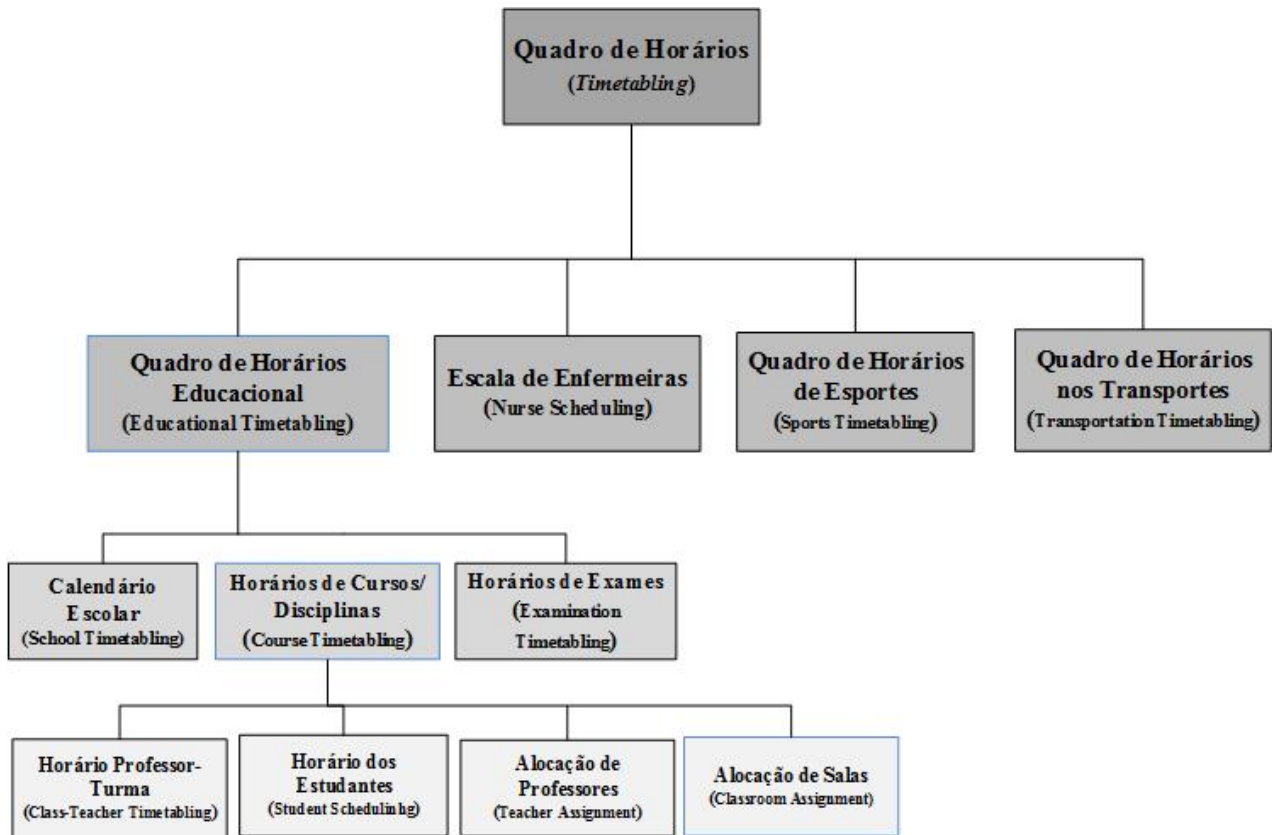 Quadro de Horários
(Timetabling)
Quadro de Horários
Educacional
(Educational Timetabling)
Escala de Enfermeiras
(Nurse Scheduling)
Quadro de Horários
de Esportes
(Sports Timetabling)
Quadro de Horários
nos Transportes
(Transportation Timetabling)
Calendário
Escolar
(School Timetabling)
Horários de Cursos/
Disciplinas
(Course Timetabling)
Horários de Exames
(Examination
Timetabling)
Horário Professor-
Turma
(Class-Teacher Timetabling)
Horário dos
Estudantes
(Student Schedulinhg)
Alocação de
Professores
(Teacher Assignment)
Alocação de Salas
(Classroom Assignment)